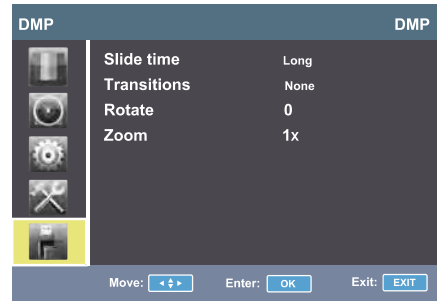 DMP DMP
Slide time Long
Transitions None
Rotate 0
Zoom 1x
Move: Enter: OK Exit: EXIT